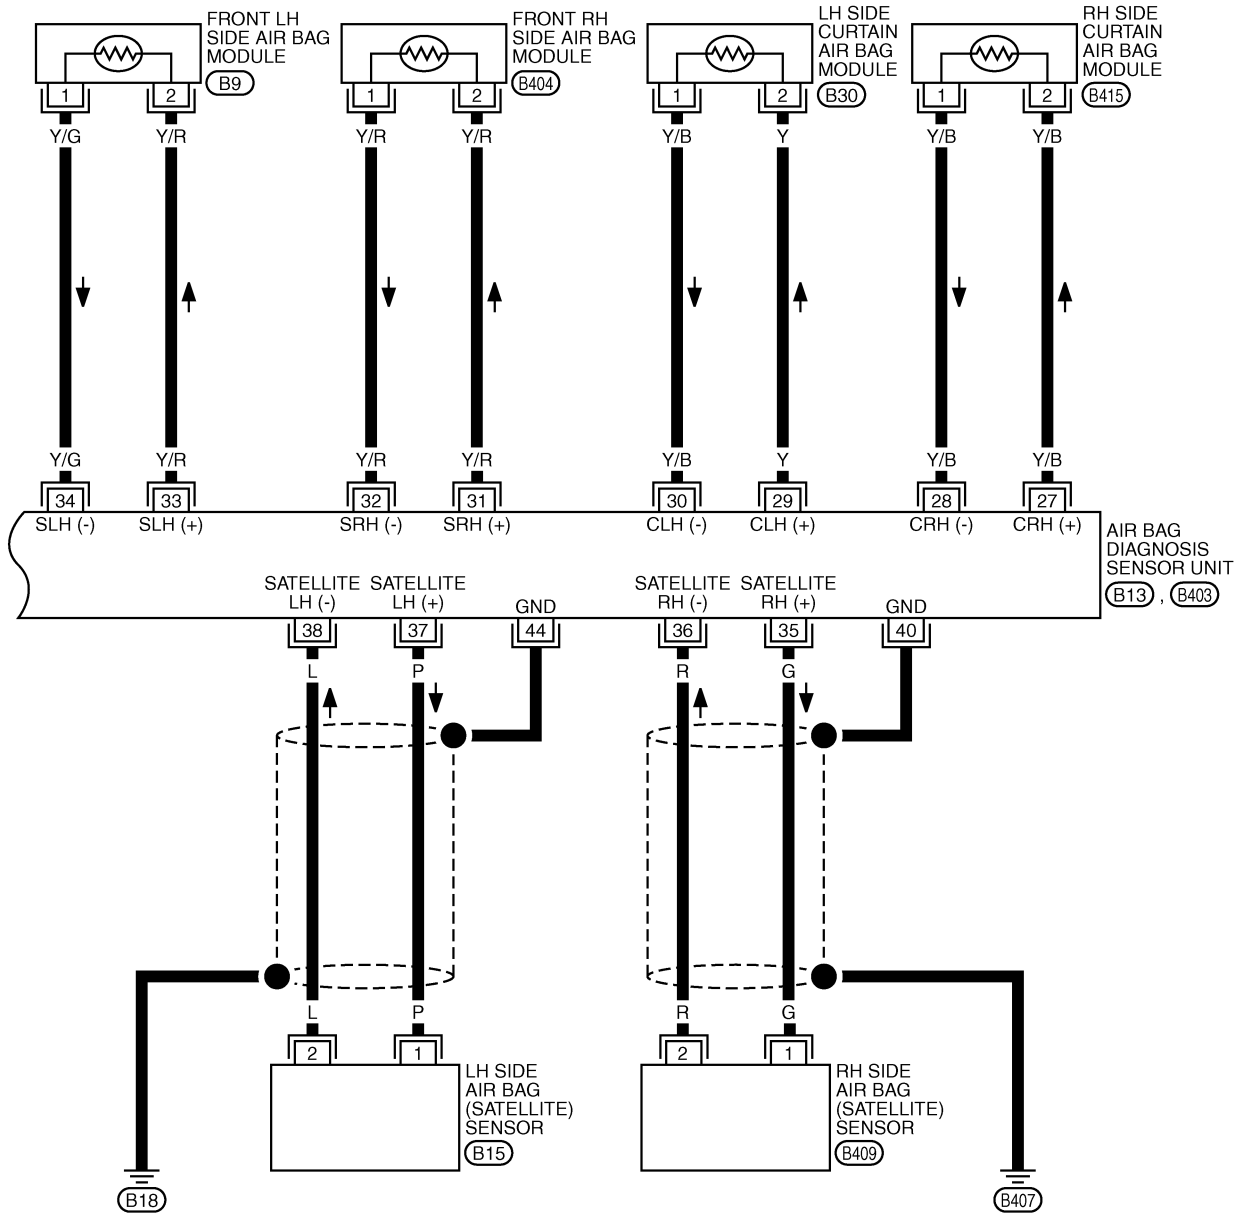 FRONT LH
SIDE AIR BAG
MODULE
B9
FRONT RH
SIDE AIR BAG
MODULE
B404
LH SIDE
CURTAIN
AIR BAG
MODULE
B30
RH SIDE
CURTAIN
AIR BAG
MODULE
B415
1 2 1 2 1 2 1 2
Y/G Y/R Y/R Y/R Y/B Y Y/B Y/B
Y/G Y/R Y/R Y/R Y/B Y Y/B Y/B
34 33 32 31 30 29 28 27
SLH (-) SLH (+) SRH (-) SRH (+) CLH (-) CLH (+) CRH (-) CRH (+)
AIR BAG
DIAGNOSIS
SENSOR UNIT
B13 , B403
SATELLITE
LH (-)
SATELLITE
LH (+)
GND
SATELLITE
RH (-)
SATELLITE
RH (+)
GND
38 37 44 36 35 40
L P R G
L P R G
2 1 2 1
LH SIDE
AIR BAG
(SATELLITE)
SENSOR
B15
RH SIDE
AIR BAG
(SATELLITE)
SENSOR
B409
B18
B407